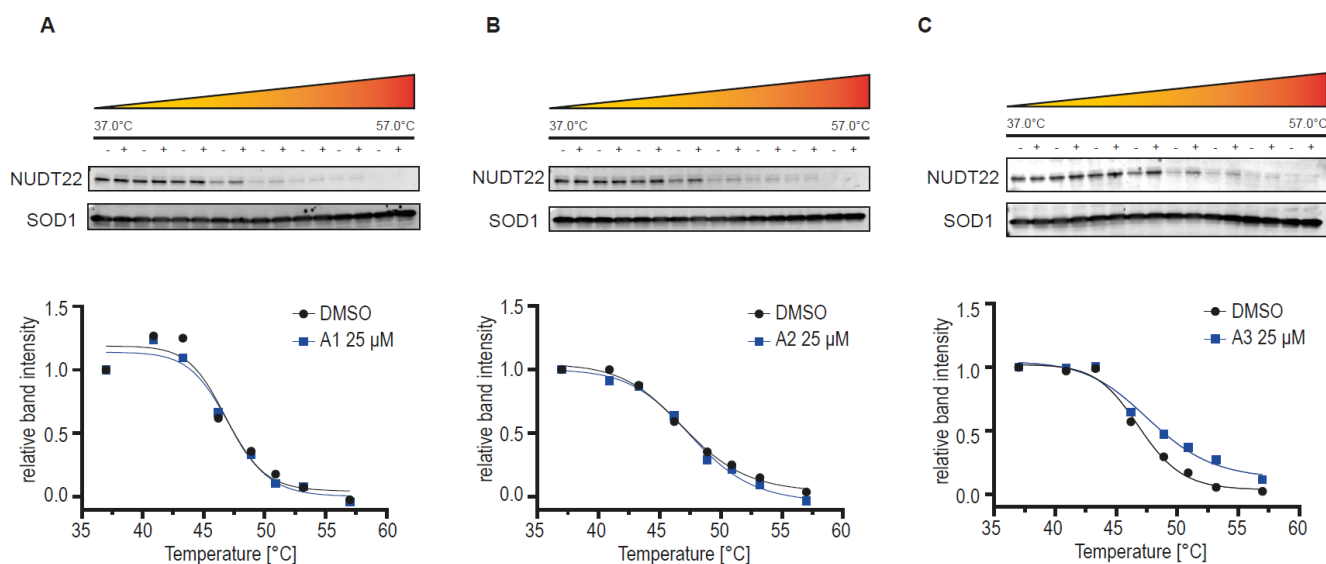 A
37.0°C 57.0°C
- + - + - + - + - + - + - + - +
NUDT22
SOD1
1.5
1.0
0.5
0.0
relative band intensity
DMSO
A1 25 µM
35 40 45 50 55 60
Temperature [°C]
B
37.0°C 57.0°C
- + - + - + - + - + - + - + - +
NUDT22
SOD1
1.5
1.0
0.5
0.0
relative band intensity
DMSO
A2 25 µM
35 40 45 50 55 60
Temperature [°C]
C
37.0°C 57.0°C
- + - + - + - + - + - + - + - +
NUDT22
SOD1
1.5
1.0
0.5
0.0
relative band intensity
DMSO
A3 25 µM
35 40 45 50 55 60
Temperature [°C]